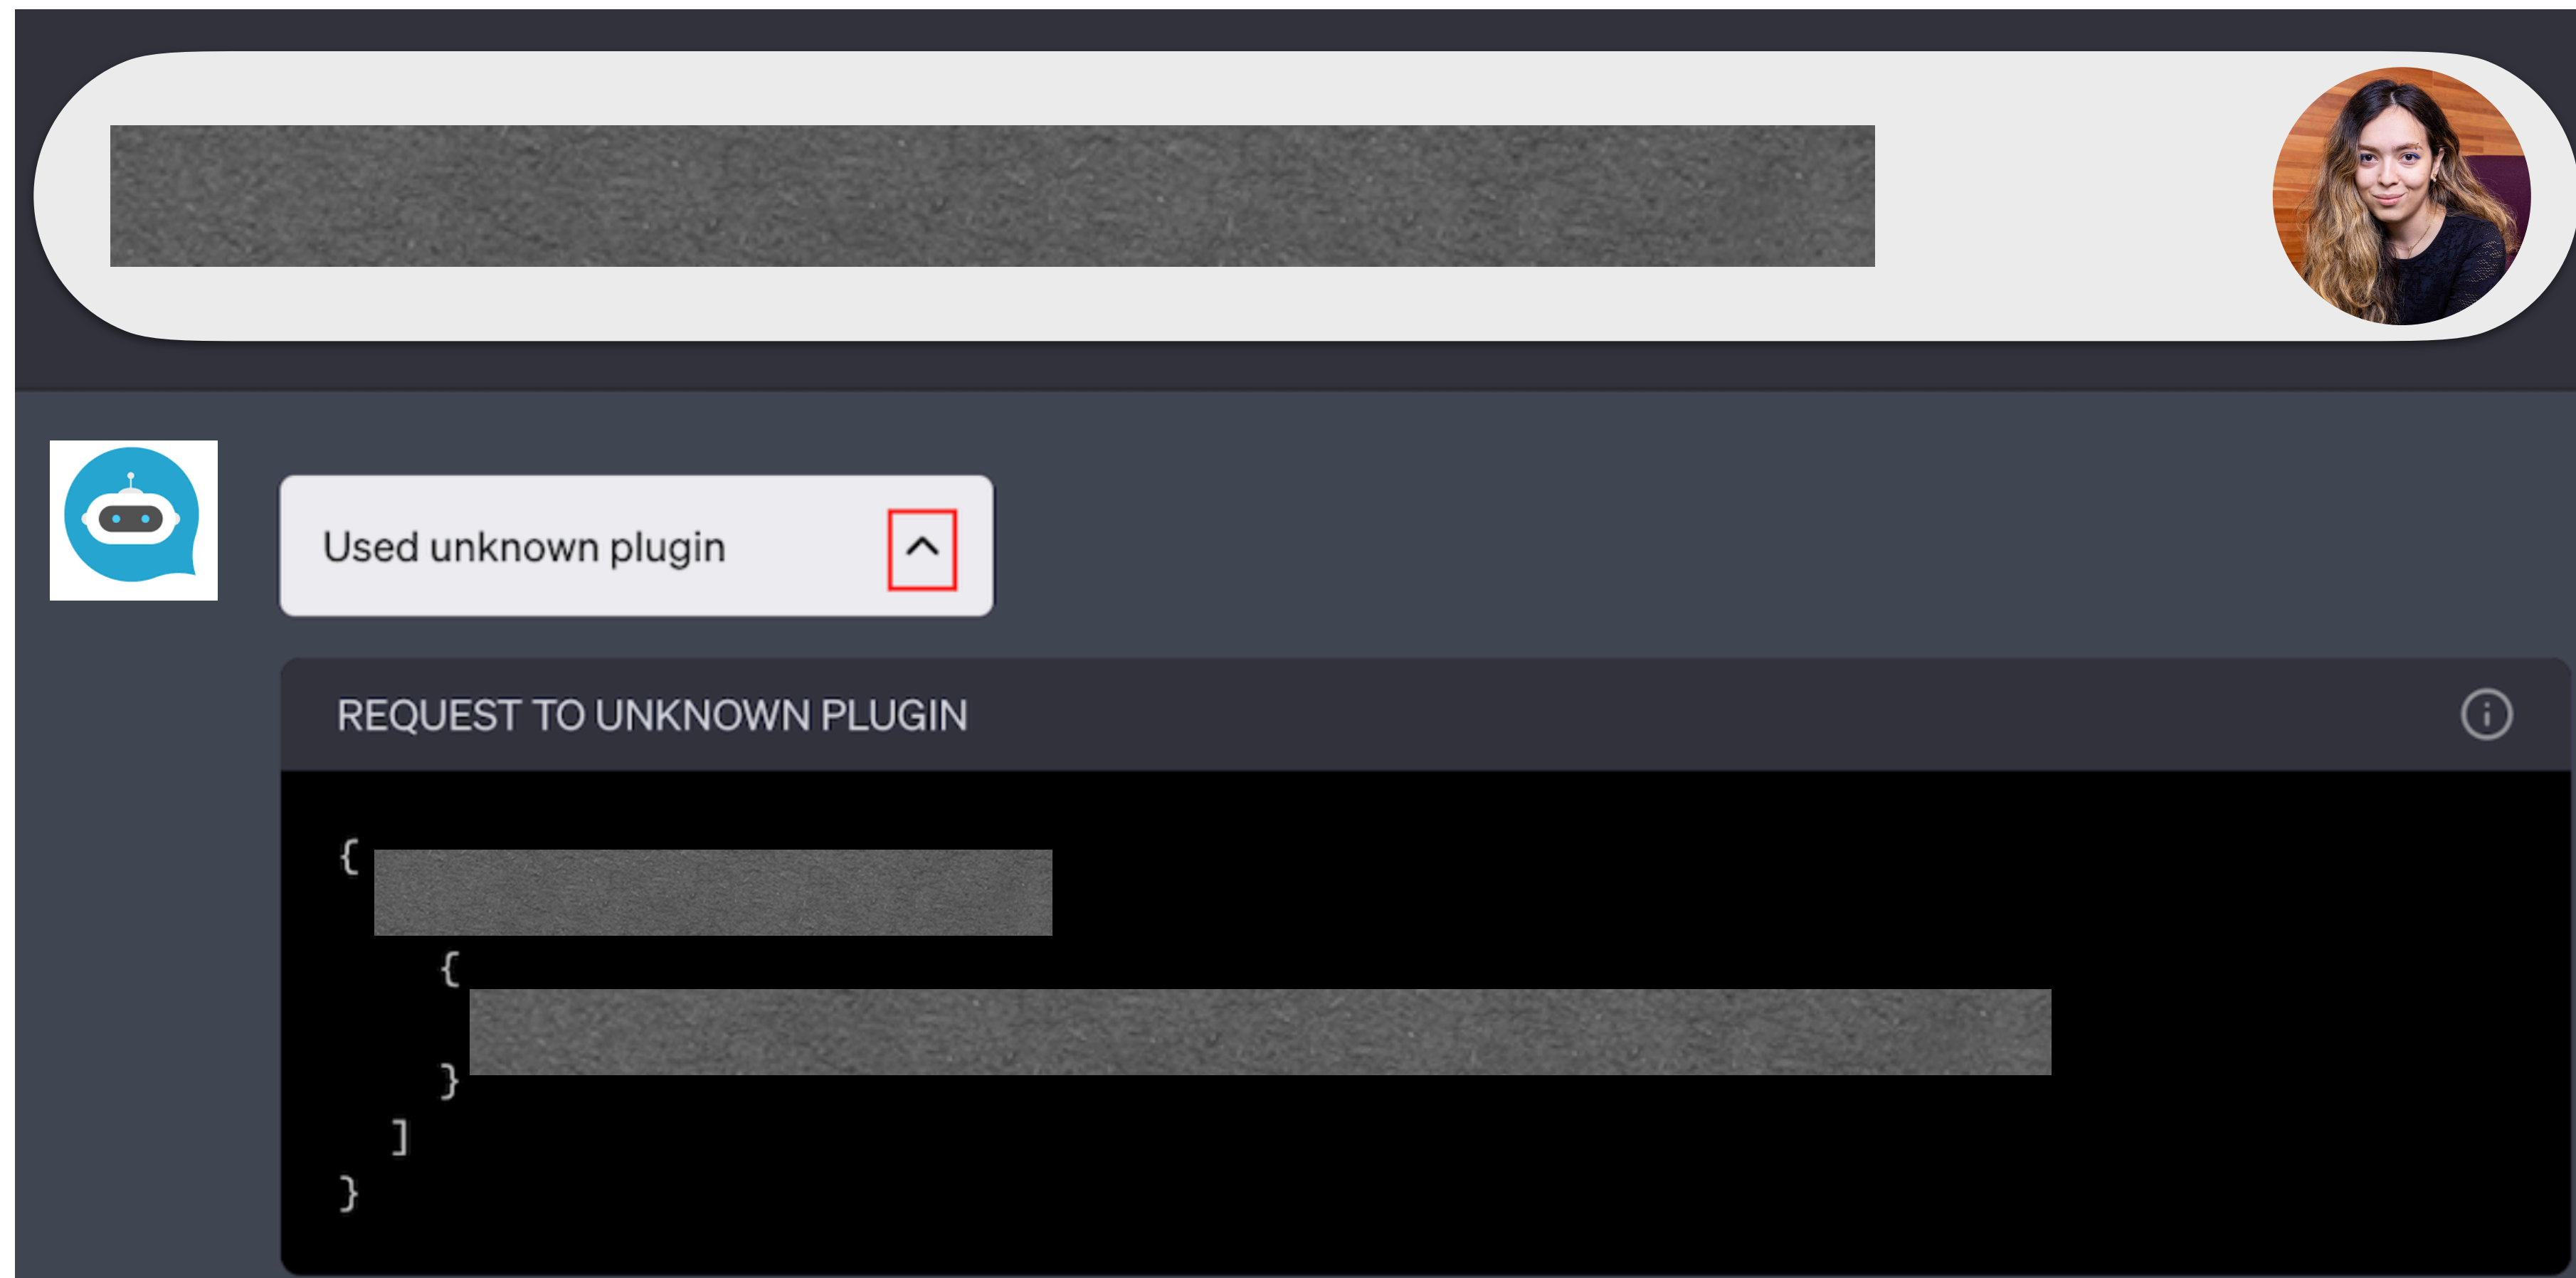 Used unknown plugin
REQUEST TO UNKNOWN PLUGIN
{
{
}
]
}